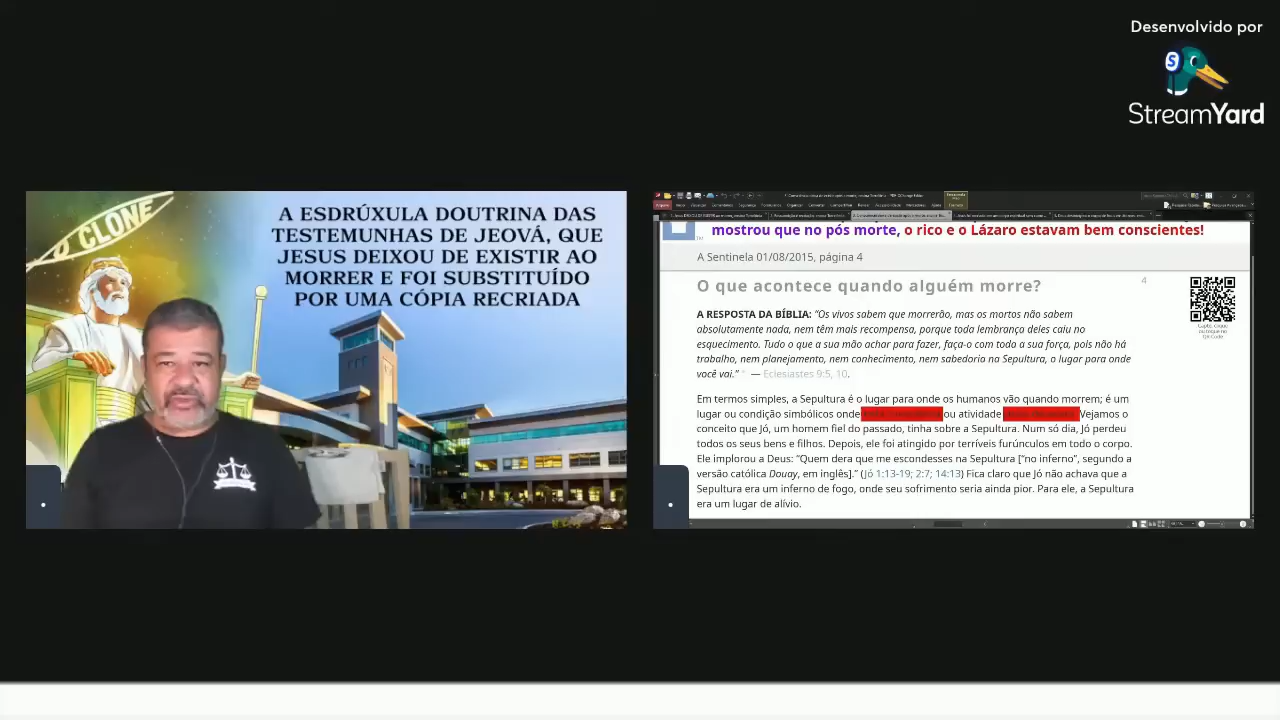 Desenvolvido por
StreamYard
O CLONE
A ESDRÚXULA DOUTRINA DAS
TESTEMUNHAS DE JEOVÁ, QUE
JESUS DEIXOU DE EXISTIR AO
MORRER E FOI SUBSTITUÍDO
POR UMA CÓPIA RECRIADA
mostrou que no pós morte, o rico e o Lázaro estavam bem conscientes!
A Sentinela 01/08/2015, página 4
O que acontece quando alguém morre?
4
A RESPOSTA DA BÍBLIA: “Os vivos sabem que morrerão, mas os mortos não sabem
absolutamente nada, nem têm mais recompensa, porque toda lembrança deles caiu no
esquecimento. Tudo o que a sua mão achar para fazer, faça-o com toda a sua força, pois não há
trabalho, nem planejamento, nem conhecimento, nem sabedoria na Sepultura, o lugar para onde
você vai.” — Eclesiastes 9:5, 10.
Em termos simples, a Sepultura é o lugar para onde os humanos vão quando morrem; é um
lugar ou condição simbólicos onde ou atividade Vejamos o
conceito que Jó, um homem fiel do passado, tinha sobre a Sepultura. Num só dia, Jó perdeu
todos os seus bens e filhos. Depois, ele foi atingido por terríveis furúnculos em todo o corpo.
Ele implorou a Deus: “Quem dera que me escondesses na Sepultura [“no inferno”, segundo a
versão católica Douay, em inglês].” (Jó 1:13-19; 2:7; 14:13) Fica claro que Jó não achava que a
Sepultura era um inferno de fogo, onde seu sofrimento seria ainda pior. Para ele, a Sepultura
era um lugar de alívio.